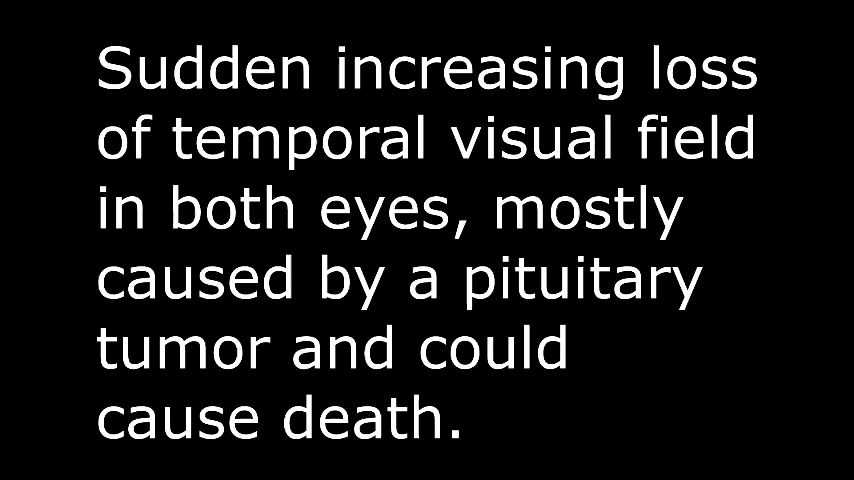 Sudden increasing loss
of temporal visual field
in both eyes, mostly
caused by a pituitary
tumor and could
cause death.